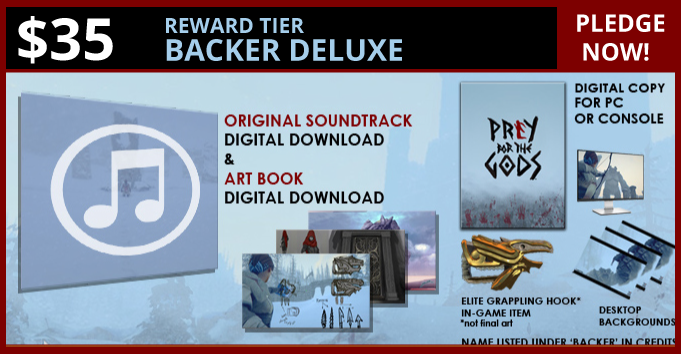 $35
REWARD TIER
BACKER DELUXE
PLEDGE
NOW!
ORIGINAL SOUNDTRACK
DIGITAL DOWNLOAD
&
ART BOOK
DIGITAL DOWNLOAD
PREY
FOR THE
GODS
DIGITAL COPY
FOR PC
OR CONSOLE
ELITE GRAPPLING HOOK*
IN-GAME ITEM
*not final art
DESKTOP
BACKGROUNDS
NAME LISTED UNDER 'BACKER' IN CREDITS